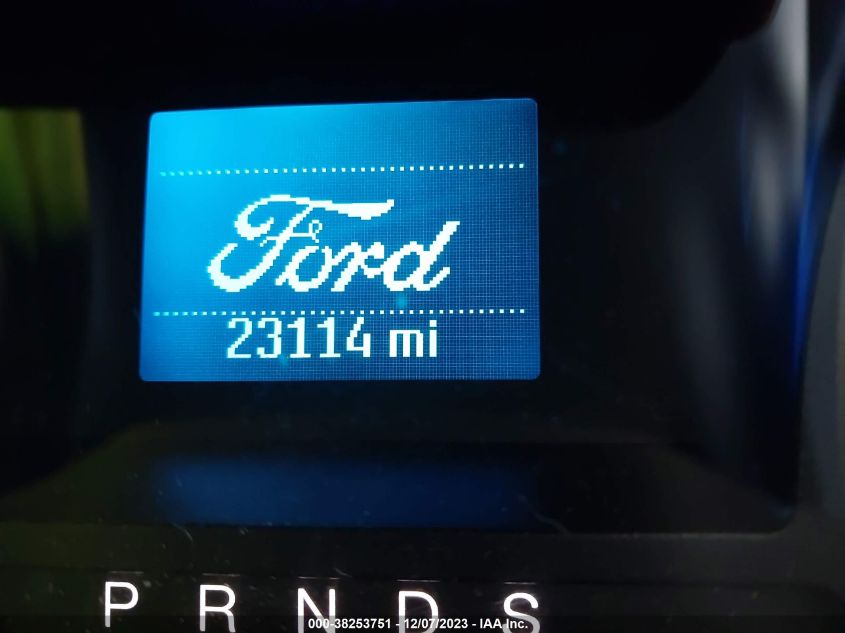 Ford
23114 mi
P R N D S
000-38253751 - 12/07/2023 - IAA Inc.